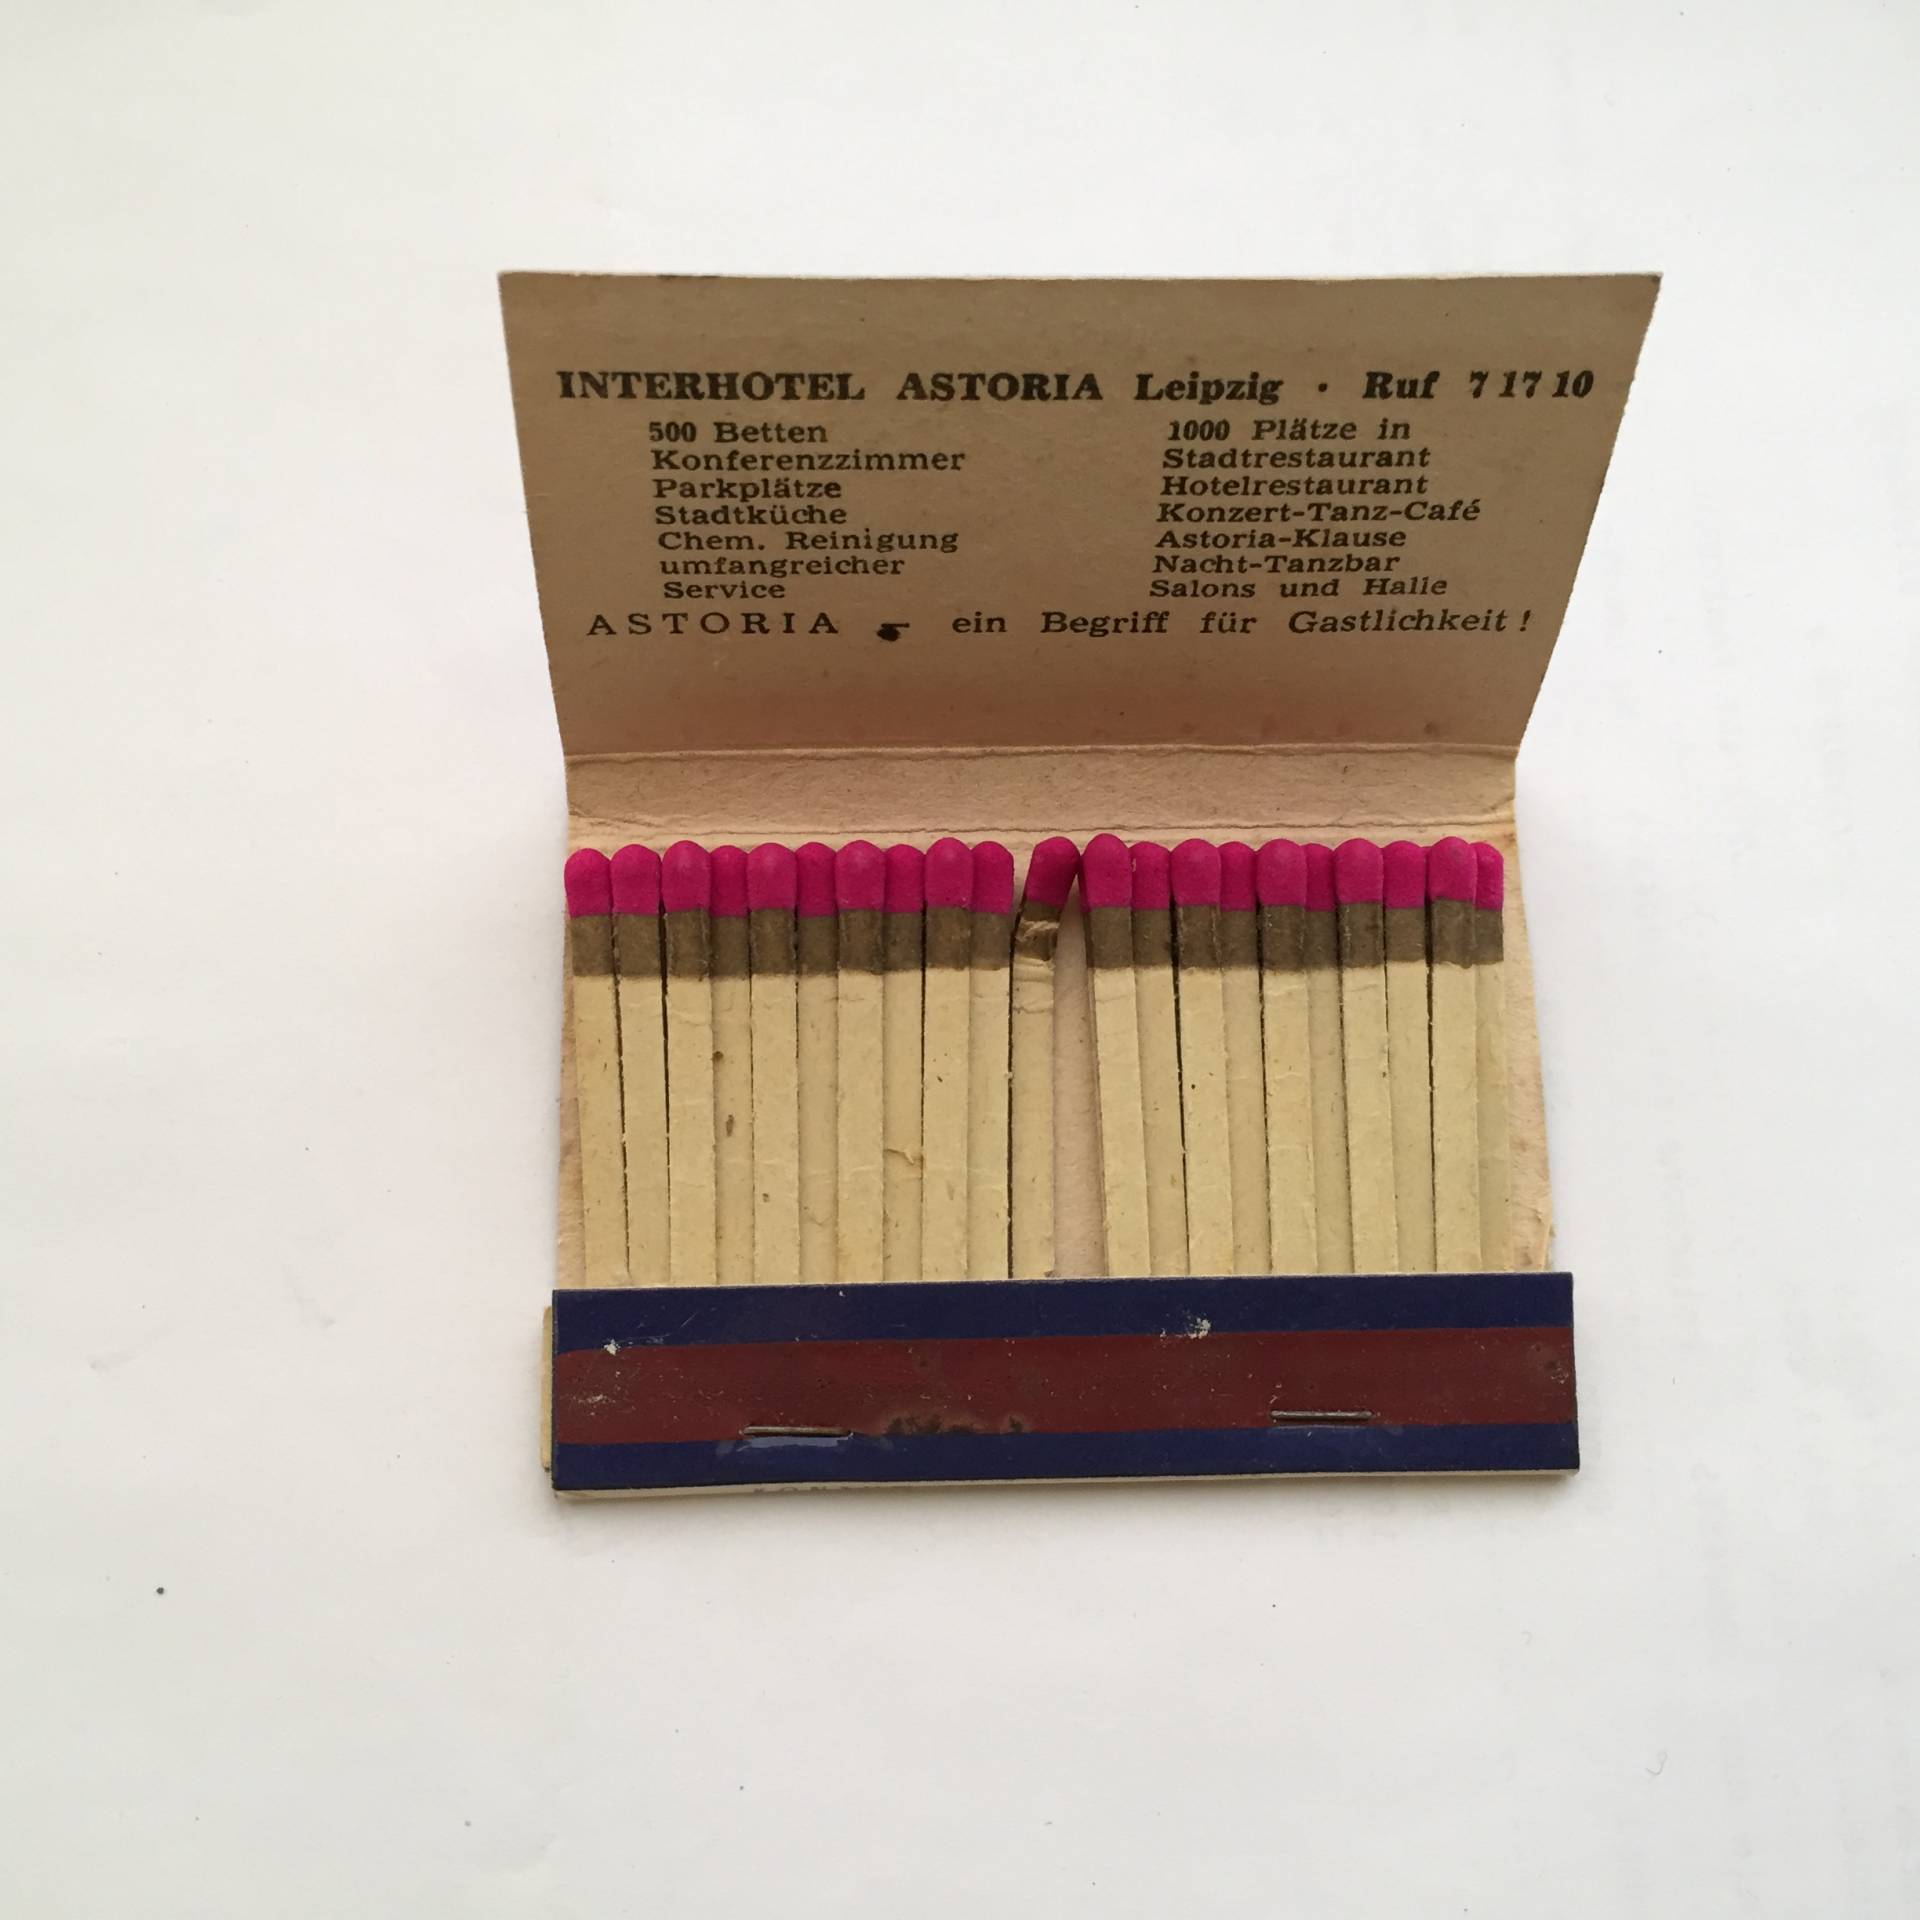 INTERHOTEL ASTORIA Leipzig · Ruf 7 17 10
500 Betten
Konferenzzimmer
Parkplätze
Stadtküche
Chem. Reinigung
umfangreicher
Service
1000 Plätze in
Stadtrestaurant
Hotelrestaurant
Konzert-Tanz-Café
Astoria-Klause
Nacht-Tanzbar
Salons und Halle
ASTORIA - ein Begriff für Gastlichkeit!